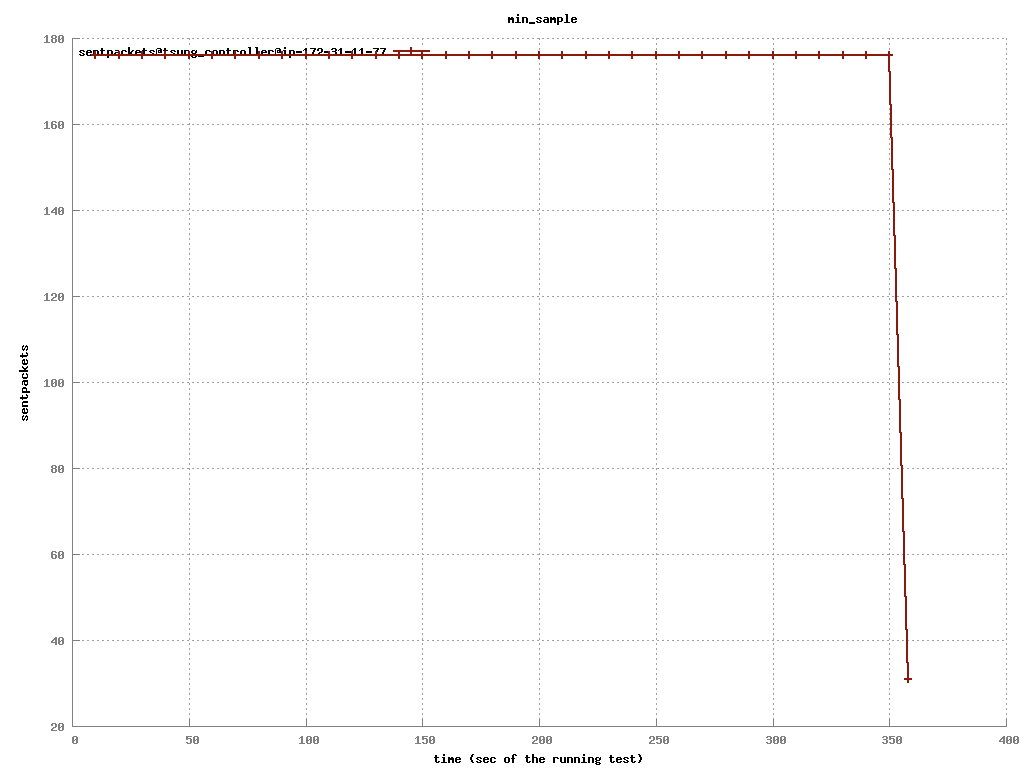 min_sample
sentpackets@tsung_controller@ip-172-31-11-77
180
160
140
120
100
80
60
40
20
sentpackets
0 50 100 150 200 250 300 350 400
time (sec of the running test)